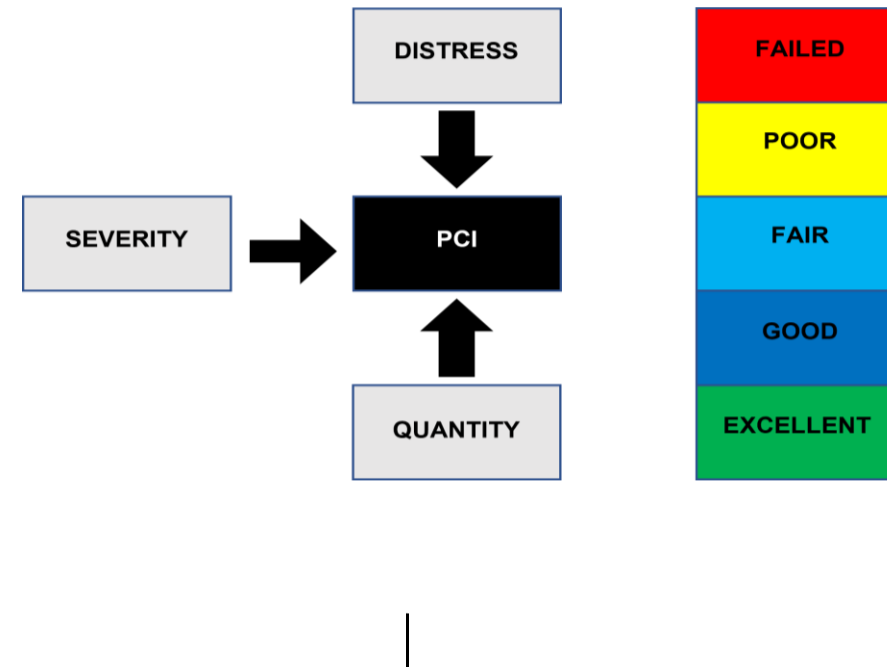 DISTRESS
SEVERITY
PCI
QUANTITY
FAILED
POOR
FAIR
GOOD
EXCELLENT